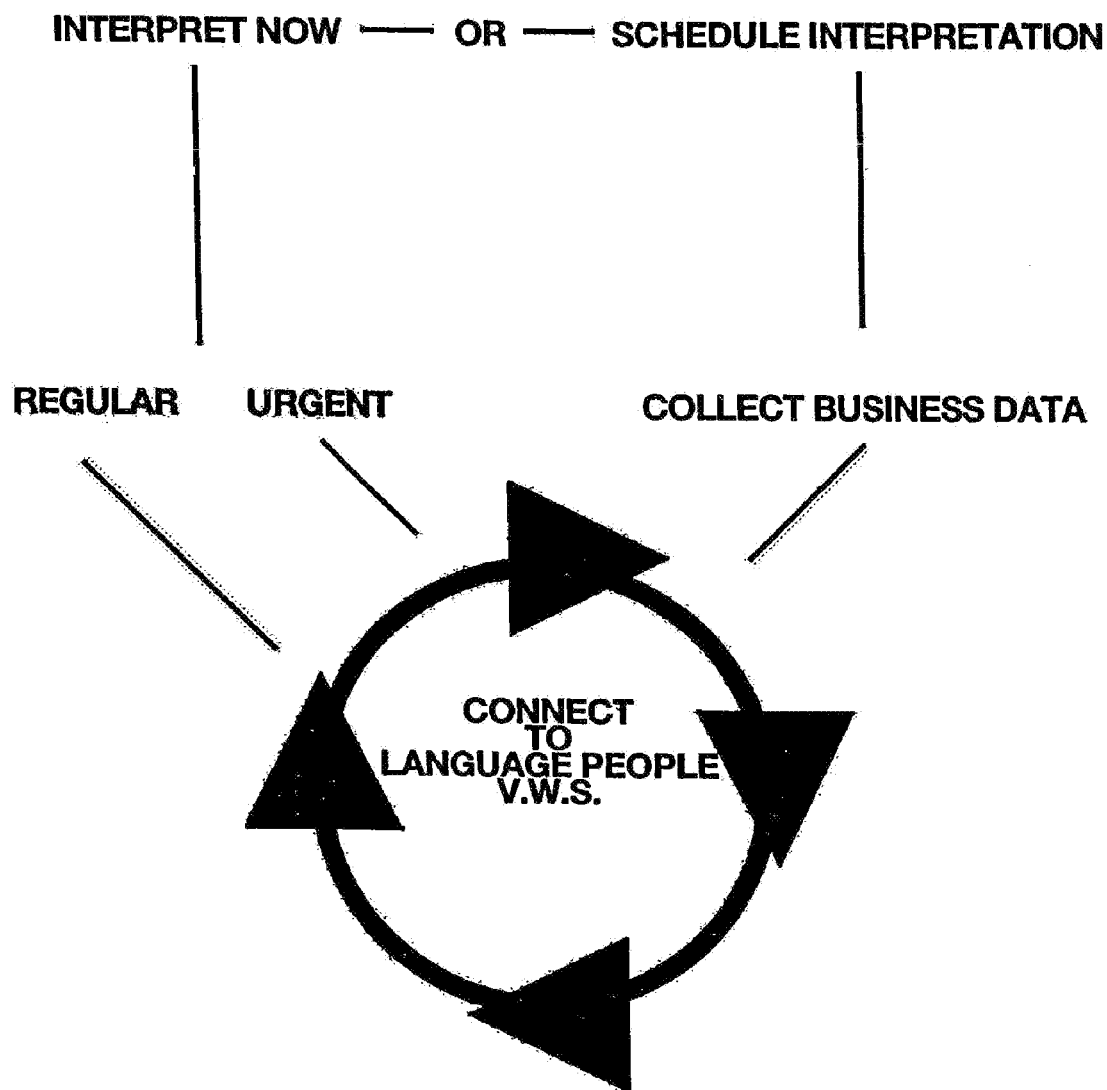 INTERPRET NOW OR SCHEDULE INTERPRETATION
REGULAR URGENT COLLECT BUSINESS DATA
CONNECT
TO
LANGUAGE PEOPLE
V.W.S.